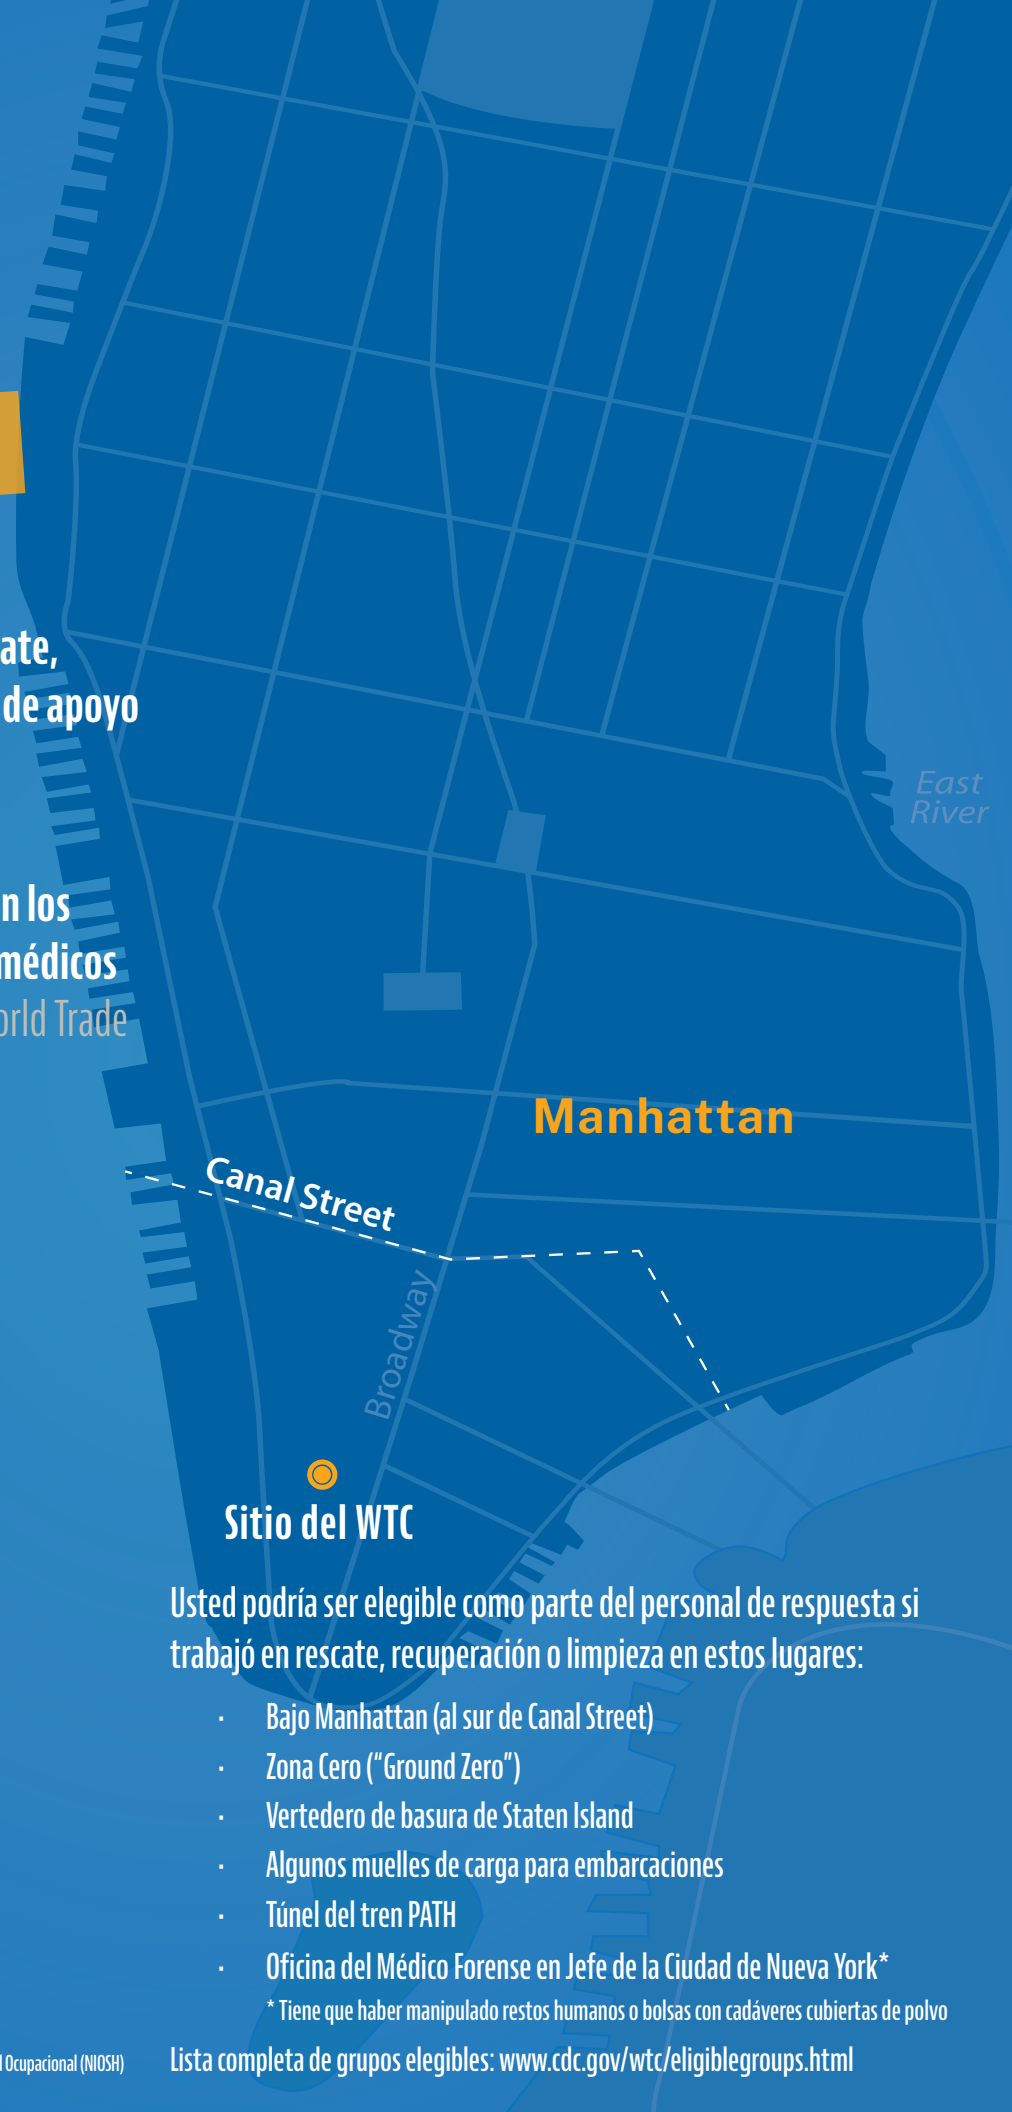 ate,
de apoyo
East
River
n los
médicos
orld Trade
Manhattan
Canal Street
Broadway
Sitio del WTC
Usted podría ser elegible como parte del personal de respuesta si
trabajó en rescate, recuperación o limpieza en estos lugares:
· Bajo Manhattan (al sur de Canal Street)
· Zona Cero (“Ground Zero”)
· Vertedero de basura de Staten Island
· Algunos muelles de carga para embarcaciones
· Túnel del tren PATH
· Oficina del Médico Forense en Jefe de la Ciudad de Nueva York*
* Tiene que haber manipulado restos humanos o bolsas con cadáveres cubiertas de polvo
l Ocupacional (NIOSH)
Lista completa de grupos elegibles: www.cdc.gov/wtc/eligiblegroups.html